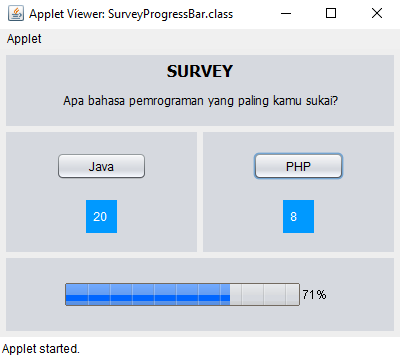 Applet Viewer: SurveyProgressBar.class
Applet
SURVEY
Apa bahasa pemrograman yang paling kamu sukai?
Java
PHP
20
8
71%
Applet started.